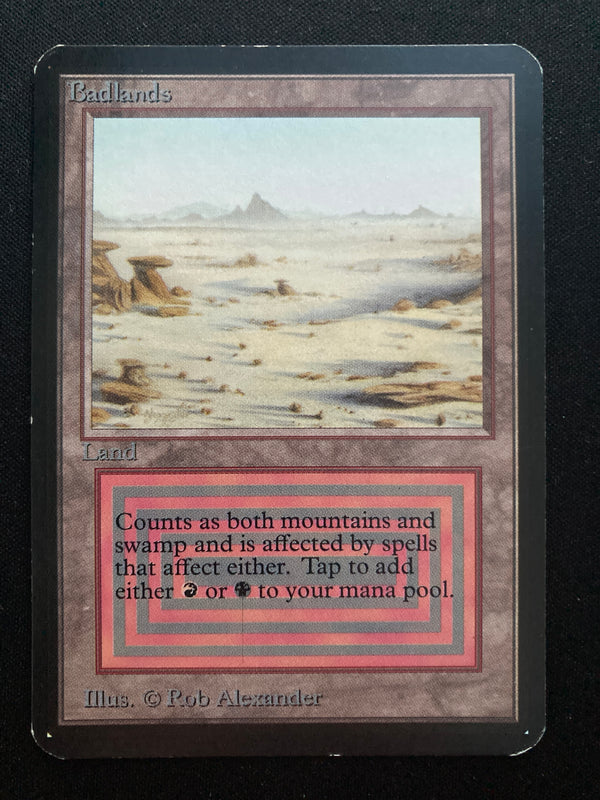 Badlands
Land
Counts as both mountains and
swamp and is affected by spells
that affect either. Tap to add
either or to your mana pool.
Illus. © Rob Alexander